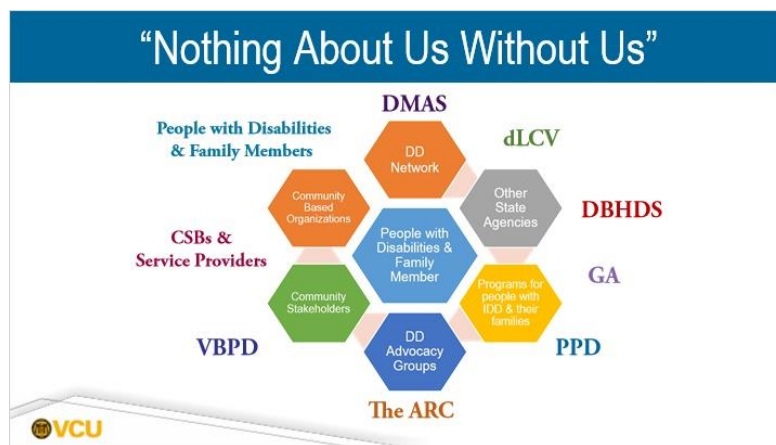 “Nothing About Us Without Us”
DMAS
People with Disabilities
& Family Members
dLCV
DD
Network
Community
Based
Organizations
Other
State
Agencies
DBHDS
CSBs &
Service Providers
People with
Disabilities &
Family
Member
GA
Community
Stakeholders
Programs for
people with
IDD & their
families
VBPD
DD
Advocacy
Groups
PPD
The ARC
VCU